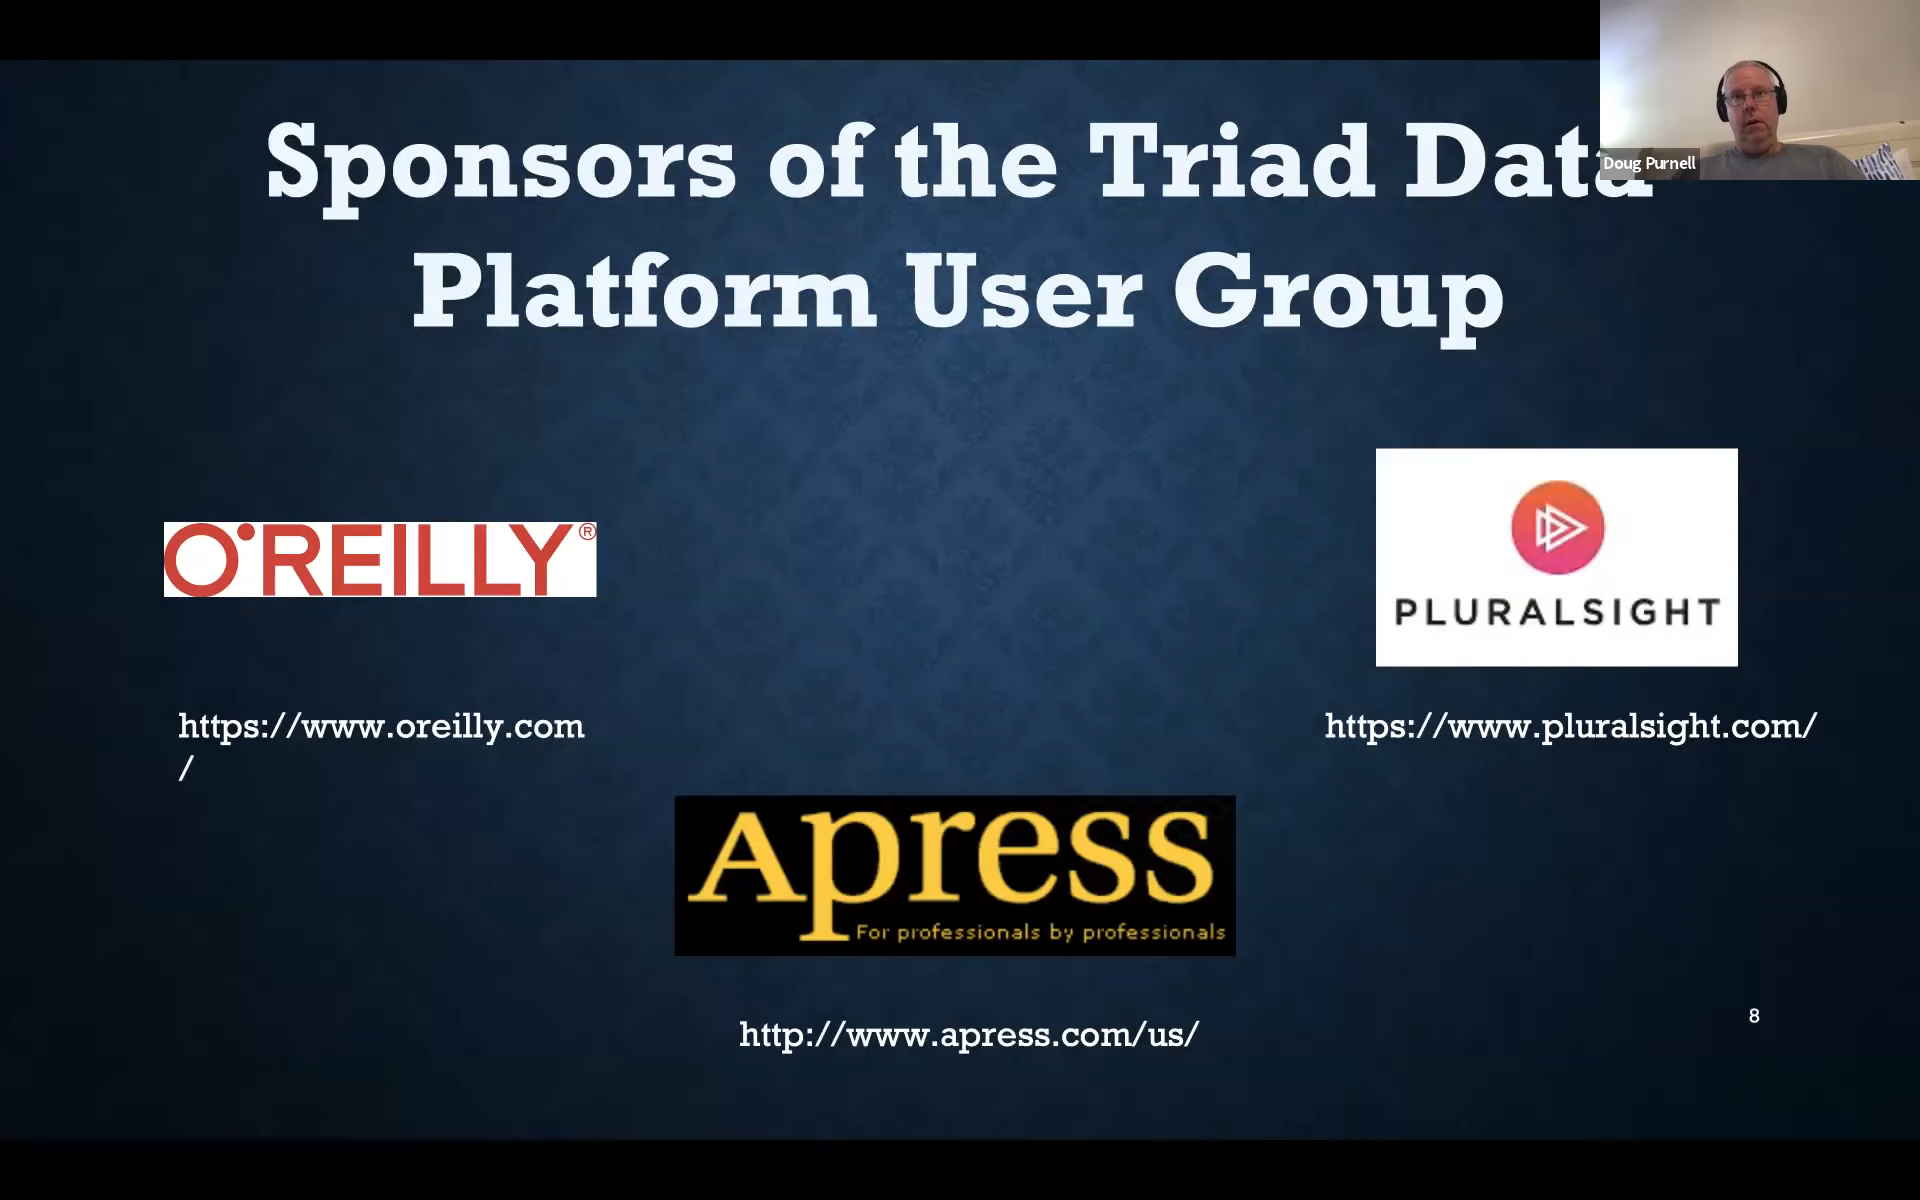 Sponsors of the Triad Data
Platform User Group
Doug Purnell
O'REILLY®
PLURALSIGHT
https://www.oreilly.com
/
https://www.pluralsight.com/
Apress
For professionals by professionals
http://www.apress.com/us/
8